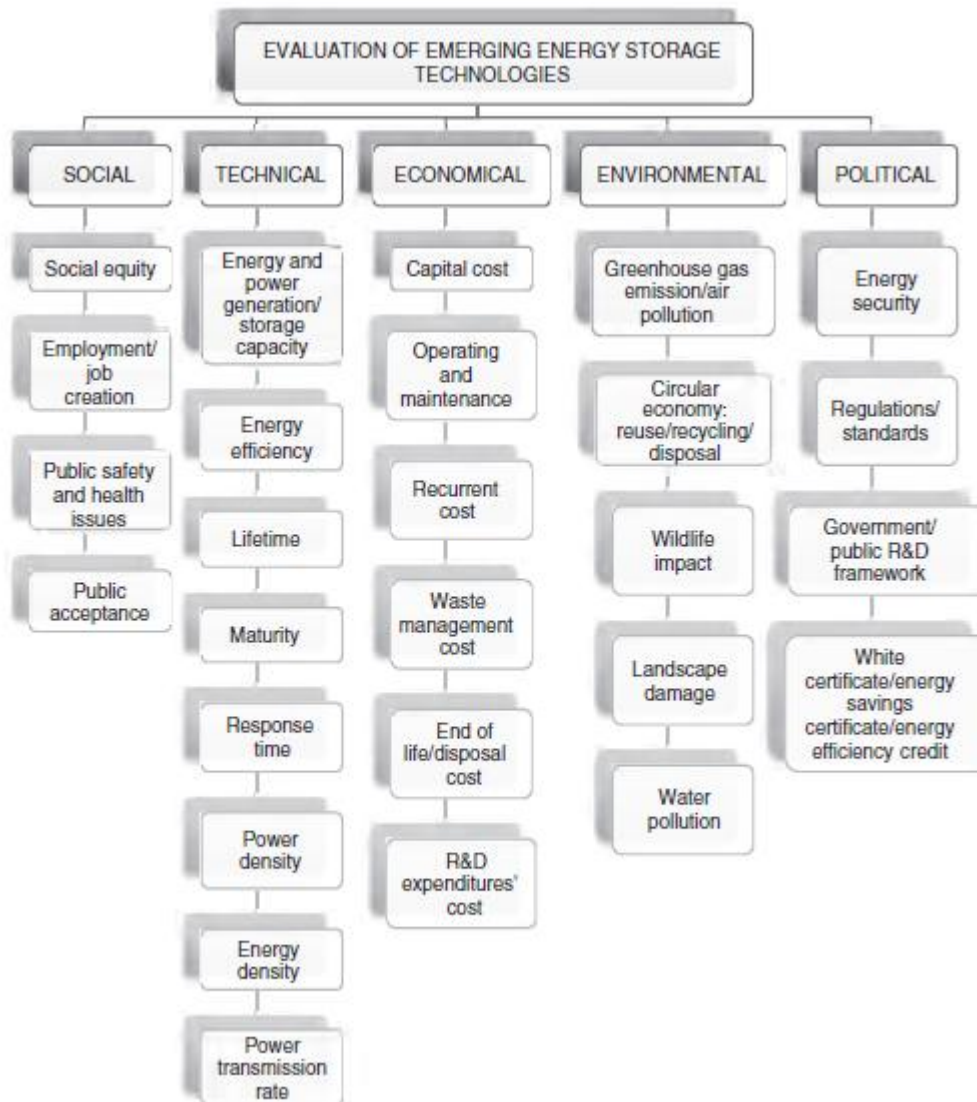 EVALUATION OF EMERGING ENERGY STORAGE
TECHNOLOGIES
SOCIAL
Social equity
Employment/
job
creation
Public safety
and health
issues
Public
acceptance
TECHNICAL
Energy and
power
generation/
storage
capacity
Energy
efficiency
Lifetime
Maturity
Response
time
Power
density
Energy
density
Power
transmission
rate
ECONOMICAL
Capital cost
Operating
and
maintenance
Recurrent
cost
Waste
management
cost
End of
life/disposal
cost
R&D
expenditures'
cost
ENVIRONMENTAL
Greenhouse gas
emission/air
pollution
Circular
economy:
reuse/recycling/
disposal
Wildlife
impact
Landscape
damage
Water
pollution
POLITICAL
Energy
security
Regulations/
standards
Government/
public R&D
framework
White
certificate/energy
savings
certificate/energy
efficiency credit